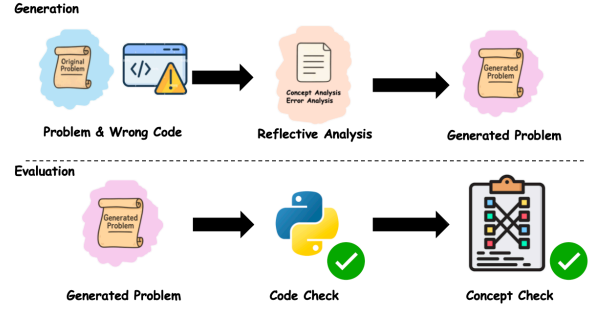 Generation
Original
Problem
</>
Concept Analysis
Error Analysis
Generated
Problem
Problem & Wrong Code
Reflective Analysis
Generated Problem
Evaluation
Generated
Problem
Generated Problem
Code Check
Concept Check